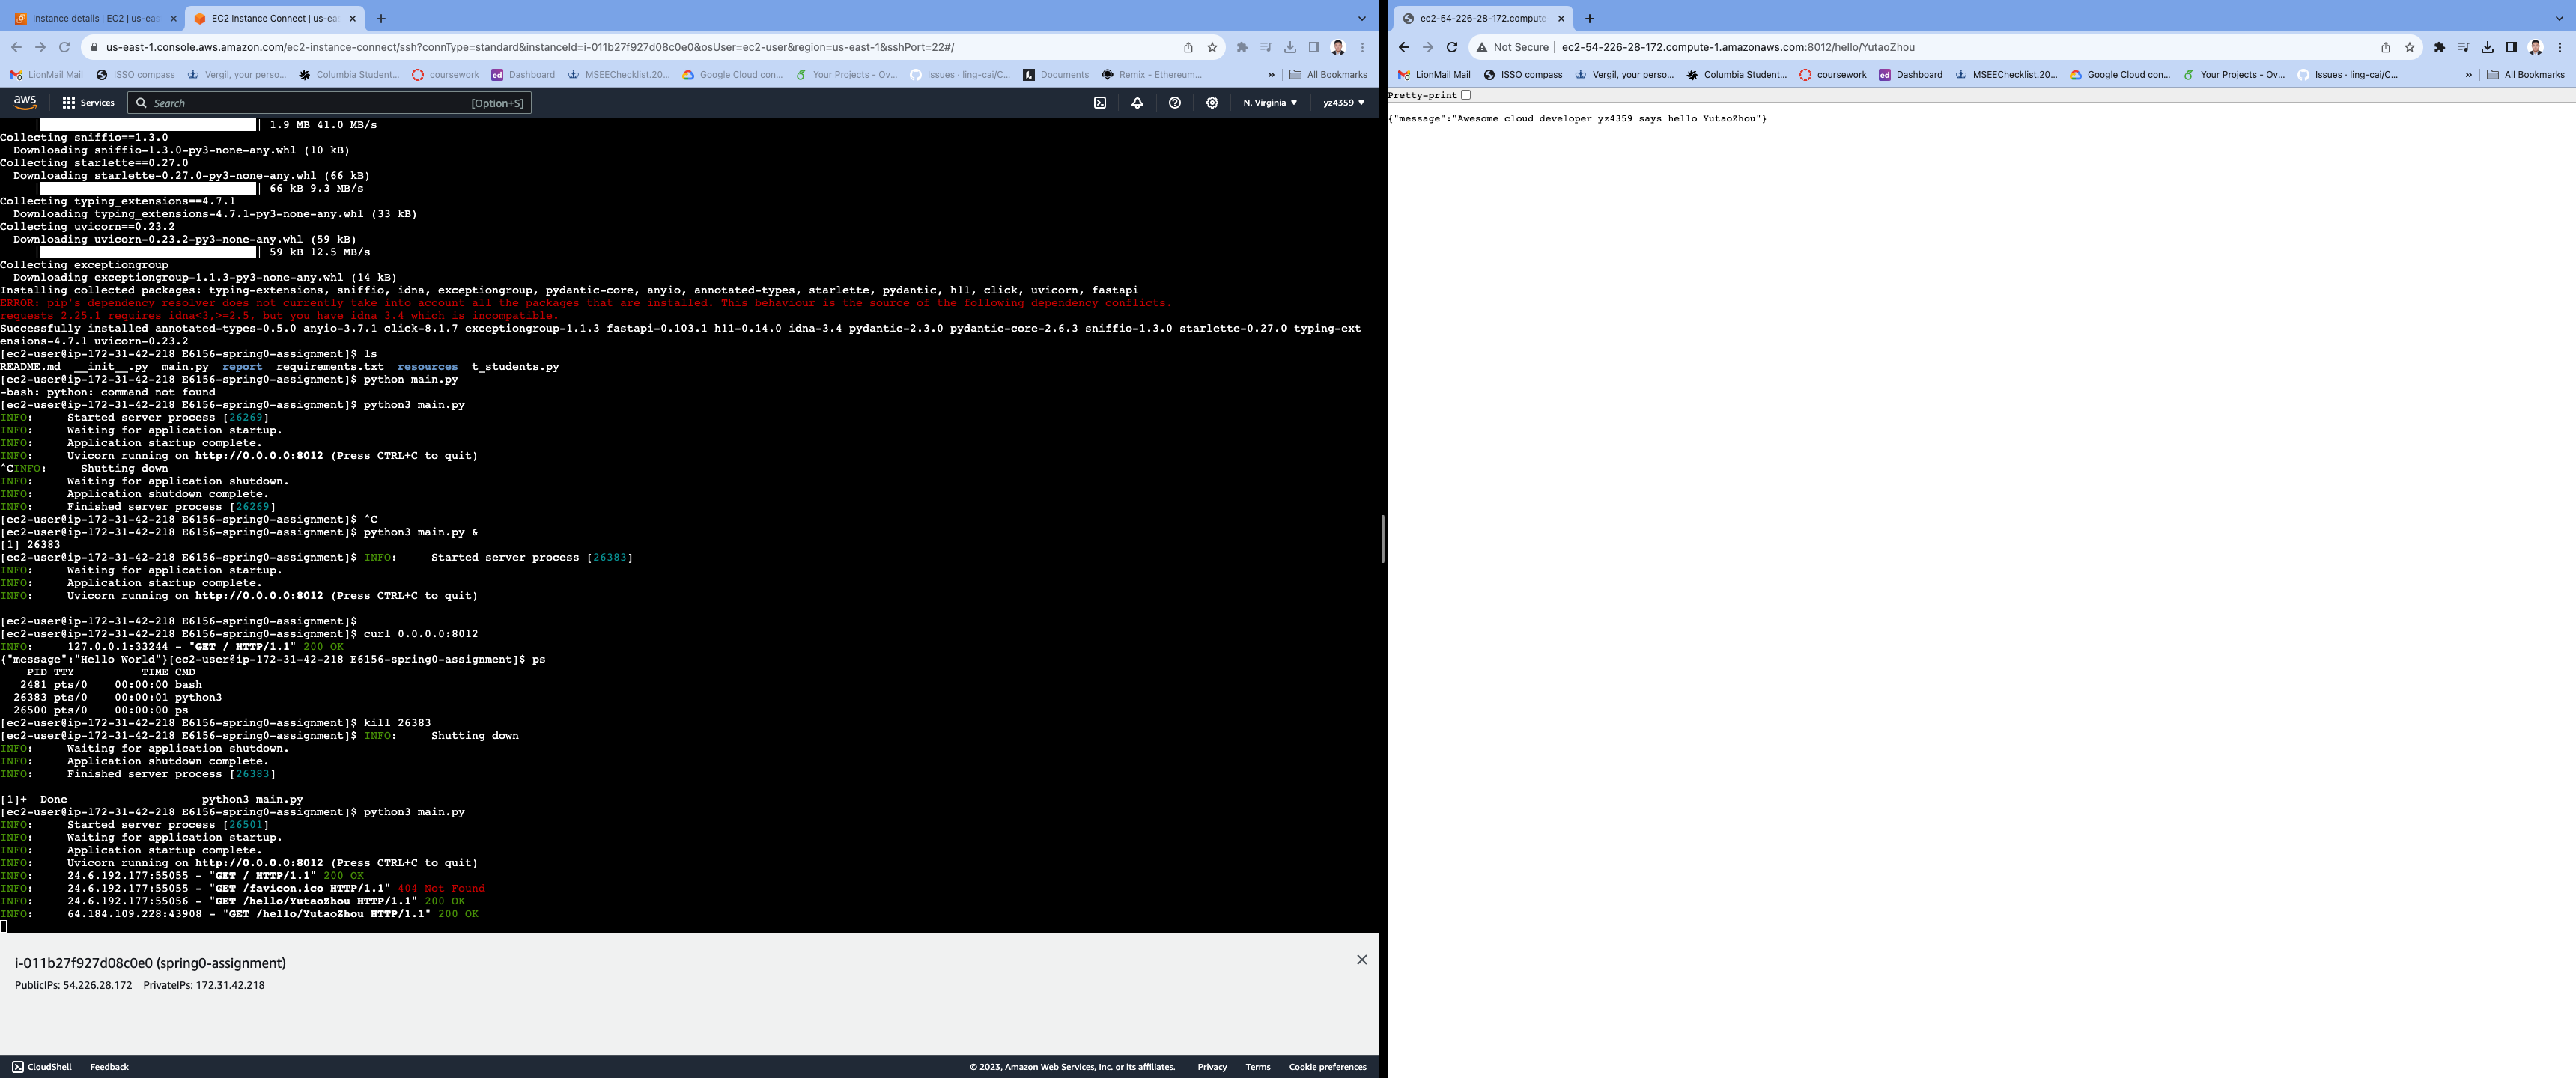 Instance details | EC2 | us-eas
EC2 Instance Connect | us-eas
us-east-1.console.aws.amazon.com/ec2-instance-connect/ssh?connType=standard&instanceId=i-011b27f927d08c0e0&osUser=ec2-user&region=us-east-1&sshPort=22#/
LionMail Mail ISSO compass Vergil, your perso... Columbia Student... coursework ed Dashboard MSEEChecklist.20... Google Cloud con... Your Projects - Ov... Issues · ling-cai/C... Documents Remix - Ethereum... » All Bookmarks
aws Services Search [Option+S] N. Virginia yz4359
| | 1.9 MB 41.0 MB/s
Collecting sniffio==1.3.0
Downloading sniffio-1.3.0-py3-none-any.whl (10 kB)
Collecting starlette==0.27.0
Downloading starlette-0.27.0-py3-none-any.whl (66 kB)
| | 66 kB 9.3 MB/s
Collecting typing_extensions==4.7.1
Downloading typing_extensions-4.7.1-py3-none-any.whl (33 kB)
Collecting uvicorn==0.23.2
Downloading uvicorn-0.23.2-py3-none-any.whl (59 kB)
| | 59 kB 12.5 MB/s
Collecting exceptiongroup
Downloading exceptiongroup-1.1.3-py3-none-any.whl (14 kB)
Installing collected packages: typing-extensions, sniffio, idna, exceptiongroup, pydantic-core, anyio, annotated-types, starlette, pydantic, h11, click, uvicorn, fastapi
ERROR: pip's dependency resolver does not currently take into account all the packages that are installed. This behaviour is the source of the following dependency conflicts.
requests 2.25.1 requires idna<3,>=2.5, but you have idna 3.4 which is incompatible.
Successfully installed annotated-types-0.5.0 anyio-3.7.1 click-8.1.7 exceptiongroup-1.1.3 fastapi-0.103.1 h11-0.14.0 idna-3.4 pydantic-2.3.0 pydantic-core-2.6.3 sniffio-1.3.0 starlette-0.27.0 typing-ext
ensions-4.7.1 uvicorn-0.23.2
[ec2-user@ip-172-31-42-218 E6156-spring0-assignment]$ ls
README.md __init__.py main.py report requirements.txt resources t_students.py
[ec2-user@ip-172-31-42-218 E6156-spring0-assignment]$ python main.py
-bash: python: command not found
[ec2-user@ip-172-31-42-218 E6156-spring0-assignment]$ python3 main.py
INFO: Started server process [26269]
INFO: Waiting for application startup.
INFO: Application startup complete.
INFO: Uvicorn running on http://0.0.0.0:8012 (Press CTRL+C to quit)
^CINFO: Shutting down
INFO: Waiting for application shutdown.
INFO: Application shutdown complete.
INFO: Finished server process [26269]
[ec2-user@ip-172-31-42-218 E6156-spring0-assignment]$ ^C
[ec2-user@ip-172-31-42-218 E6156-spring0-assignment]$ python3 main.py &
[1] 26383
[ec2-user@ip-172-31-42-218 E6156-spring0-assignment]$ INFO: Started server process [26383]
INFO: Waiting for application startup.
INFO: Application startup complete.
INFO: Uvicorn running on http://0.0.0.0:8012 (Press CTRL+C to quit)
[ec2-user@ip-172-31-42-218 E6156-spring0-assignment]$
[ec2-user@ip-172-31-42-218 E6156-spring0-assignment]$ curl 0.0.0.0:8012
INFO: 127.0.0.1:33244 - "GET / HTTP/1.1" 200 OK
{"message":"Hello World"}[ec2-user@ip-172-31-42-218 E6156-spring0-assignment]$ ps
PID TTY TIME CMD
2481 pts/0 00:00:00 bash
26383 pts/0 00:00:01 python3
26500 pts/0 00:00:00 ps
[ec2-user@ip-172-31-42-218 E6156-spring0-assignment]$ kill 26383
[ec2-user@ip-172-31-42-218 E6156-spring0-assignment]$ INFO: Shutting down
INFO: Waiting for application shutdown.
INFO: Application shutdown complete.
INFO: Finished server process [26383]
[1]+ Done python3 main.py
[ec2-user@ip-172-31-42-218 E6156-spring0-assignment]$ python3 main.py
INFO: Started server process [26501]
INFO: Waiting for application startup.
INFO: Application startup complete.
INFO: Uvicorn running on http://0.0.0.0:8012 (Press CTRL+C to quit)
INFO: 24.6.192.177:55055 - "GET / HTTP/1.1" 200 OK
INFO: 24.6.192.177:55055 - "GET /favicon.ico HTTP/1.1" 404 Not Found
INFO: 24.6.192.177:55056 - "GET /hello/YutaoZhou HTTP/1.1" 200 OK
INFO: 64.184.109.228:43908 - "GET /hello/YutaoZhou HTTP/1.1" 200 OK
i-011b27f927d08c0e0 (spring0-assignment)
PublicIPs: 54.226.28.172 PrivateIPs: 172.31.42.218
CloudShell Feedback © 2023, Amazon Web Services, Inc. or its affiliates. Privacy Terms Cookie preferences
ec2-54-226-28-172.compute
Not Secure | ec2-54-226-28-172.compute-1.amazonaws.com:8012/hello/YutaoZhou
LionMail Mail ISSO compass Vergil, your perso... Columbia Student... coursework ed Dashboard MSEEChecklist.20... Google Cloud con... Your Projects - Ov... Issues · ling-cai/C... » All Bookmarks
Pretty-print
{"message":"Awesome cloud developer yz4359 says hello YutaoZhou"}